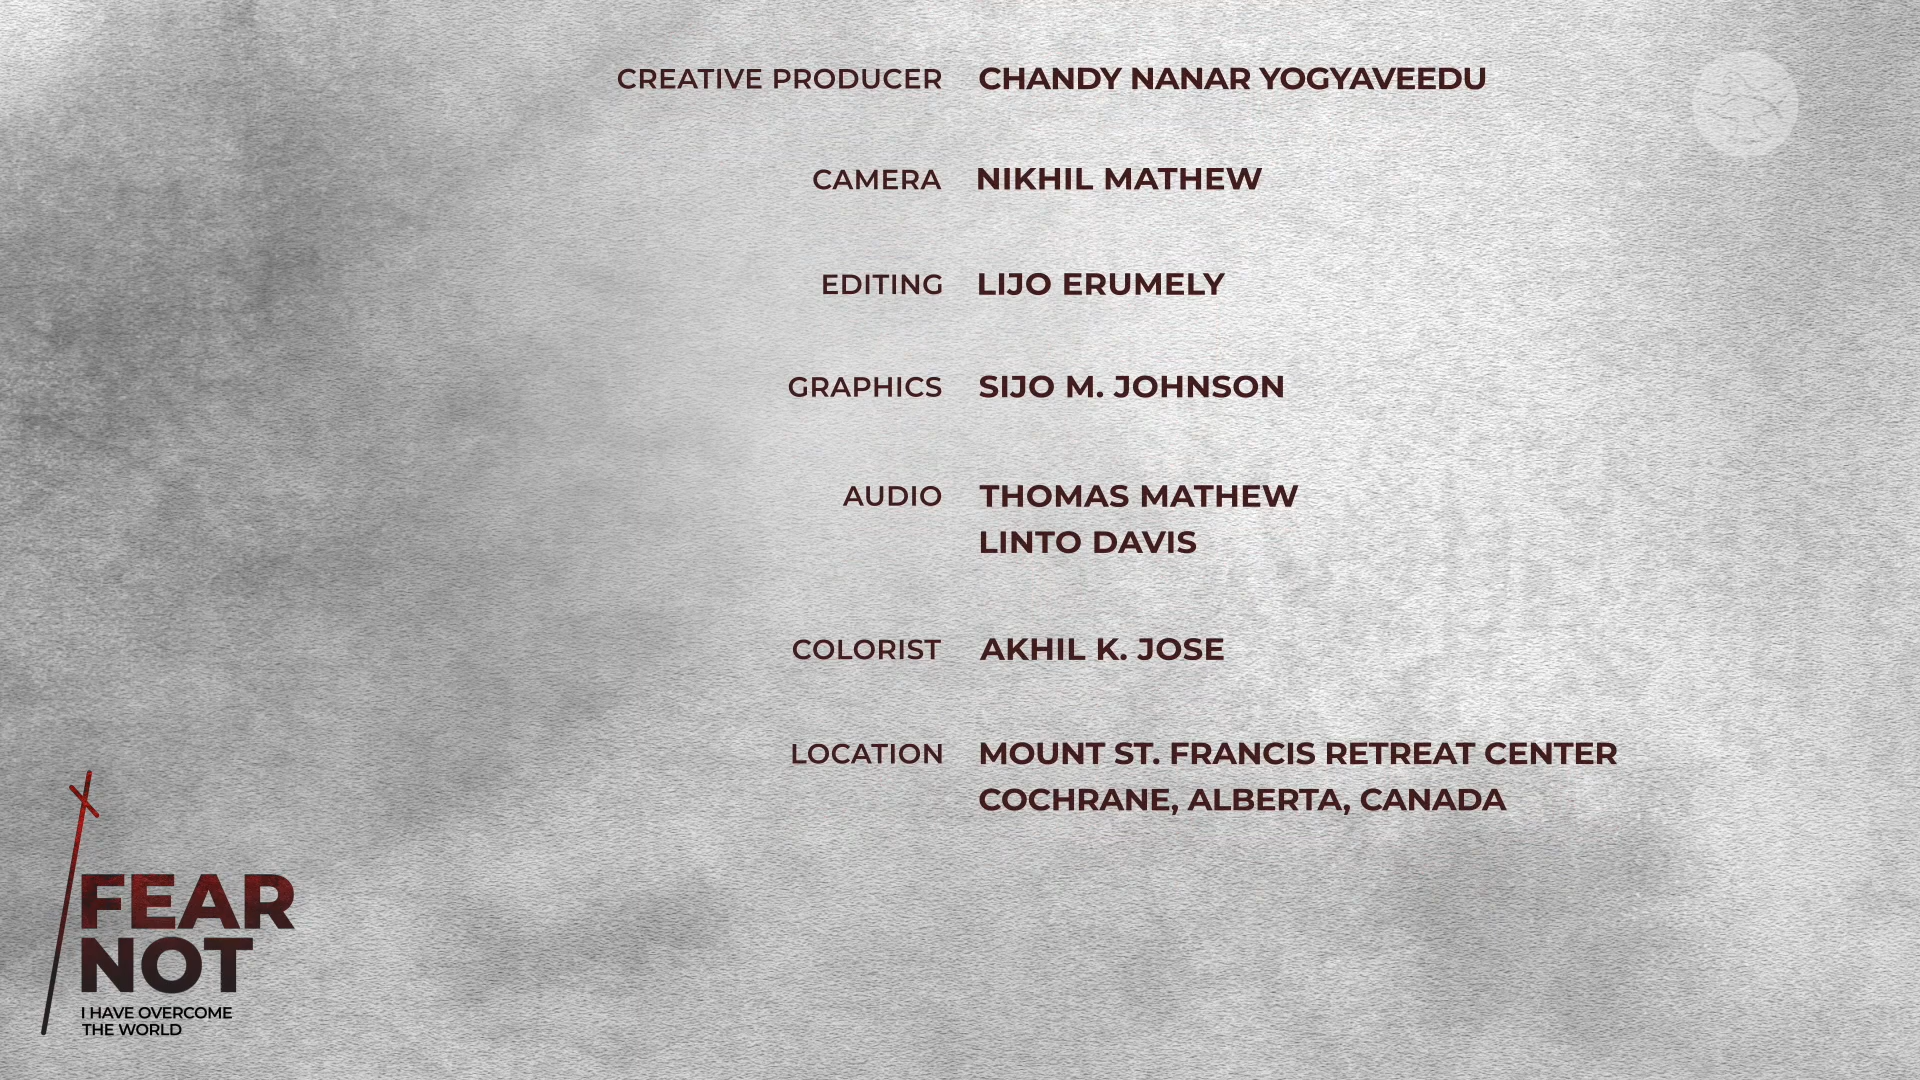 CREATIVE PRODUCER CHANDY NANAR YOGYAVEEDU
CAMERA NIKHIL MATHEW
EDITING LIJO ERUMELY
GRAPHICS SIJO M. JOHNSON
AUDIO THOMAS MATHEW
LINTO DAVIS
COLORIST AKHIL K. JOSE
LOCATION MOUNT ST. FRANCIS RETREAT CENTER
COCHRANE, ALBERTA, CANADA
FEAR
NOT
I HAVE OVERCOME
THE WORLD